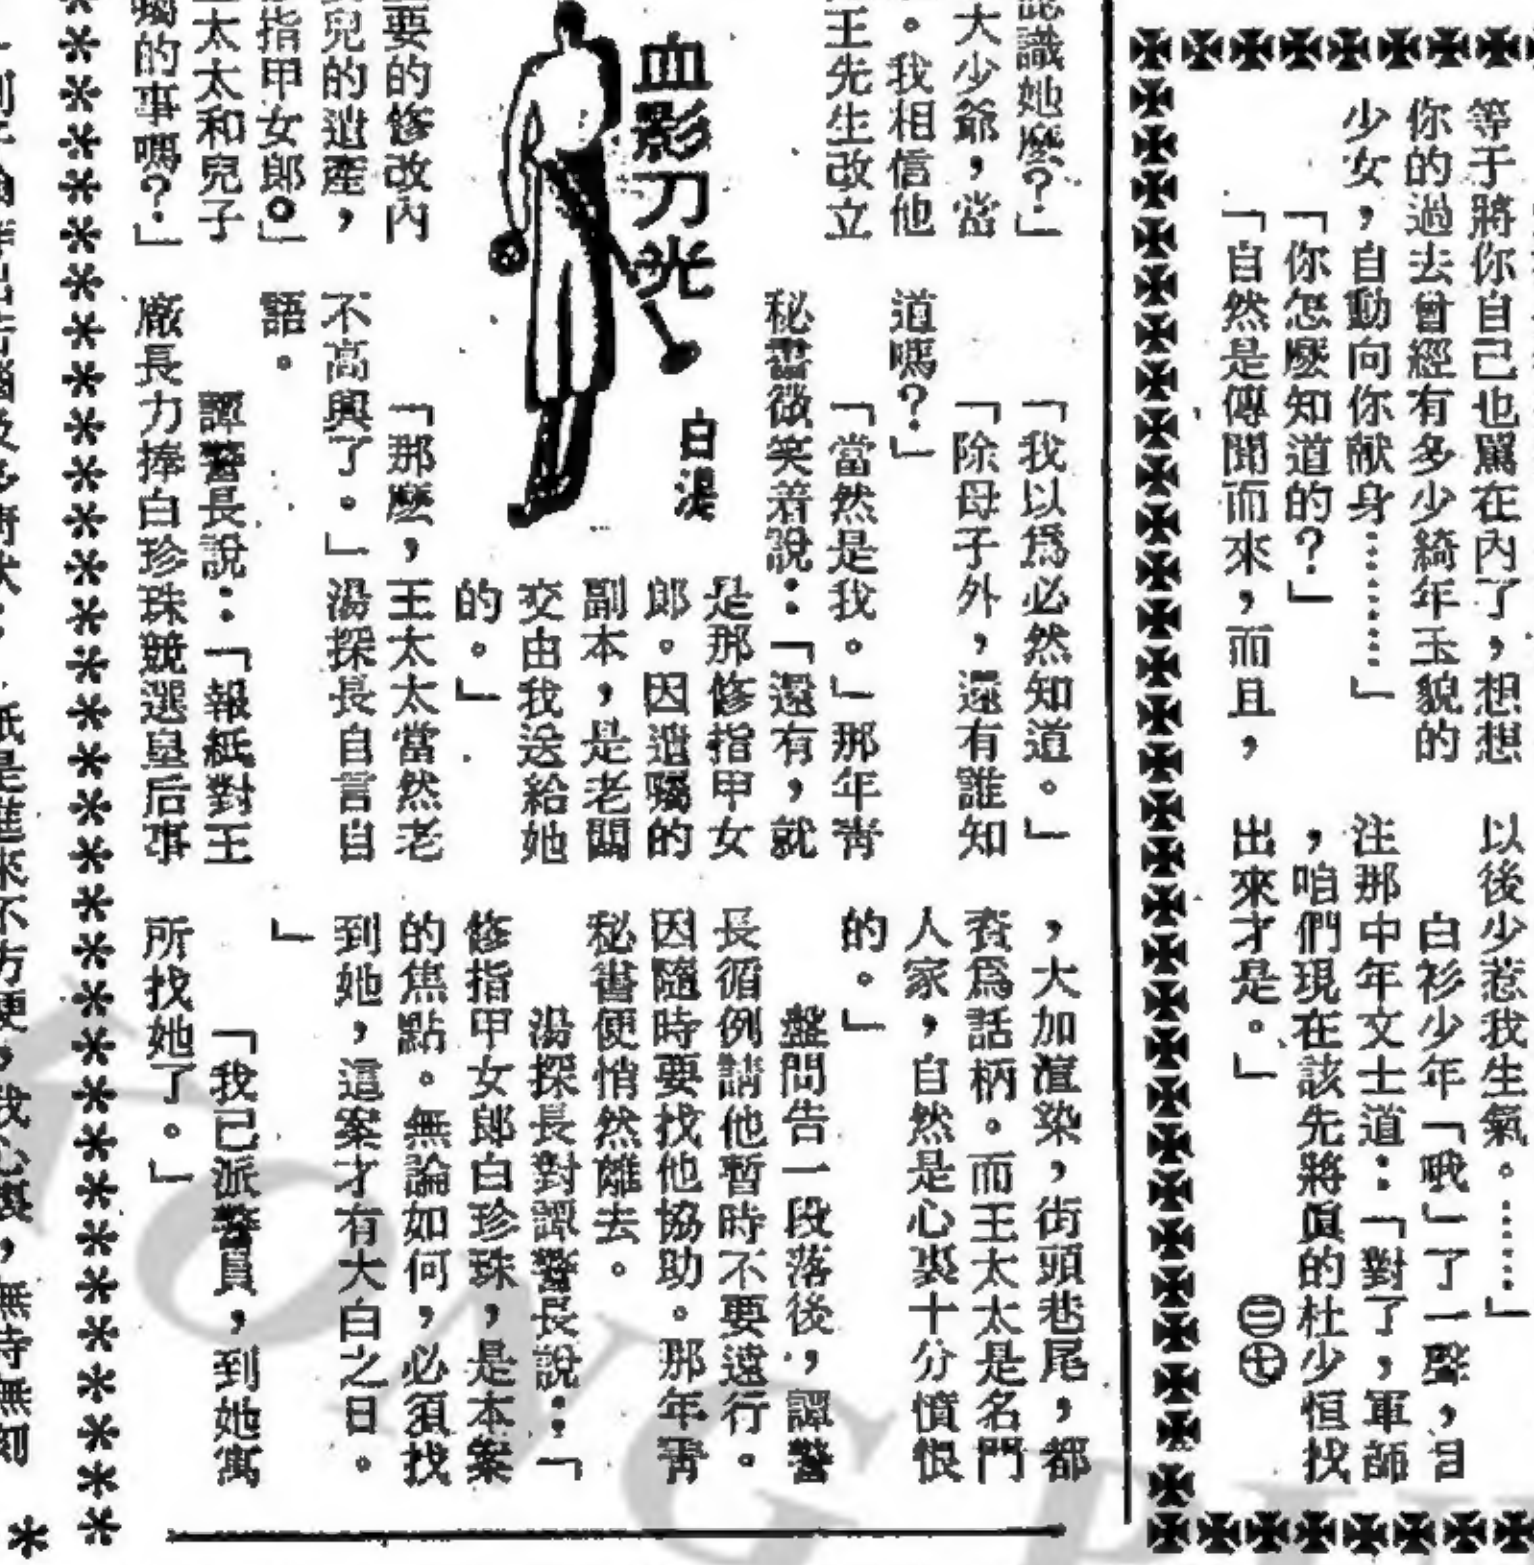 等于將你自己也罵在內了，想想
你的過去曾經有多少綺年玉貌的
少女，自動向你献身………」
「你怎麽知道的？」
「自然是傳聞而來，而且，
以後少惹我生氣。……」
白衫少年「哦」了一聲，目
注那中年文士道：「對了，軍師
，咱們現在該先將眞的杜少恒找
出來才是。」
㊁㊆
認識她麽？」
大少爺，當
。我相信他
王先生改立
血影刀光
白湜
要的修改內
兒的遺產，
指甲女郎。」
太太和兒子
囑的事嗎？」
「我以爲必然知道。」
「除母子外，還有誰知
道嗎？」
「當然是我。」那年靑
秘書微笑着說：「還有，就
是那修指甲女
郎。因遺囑的
副本，是老闆
交由我送給她
的。」
「那麽，王太太當然老
不高興了。」湯探長自言自
語。
譚警長說：「報紙對王
廠長力捧白珍珠競選皇后事
，大加渲染，街頭巷尾，都
資爲話柄。而王太太是名門
人家，自然是心裏十分憤恨
的。」
盤問告一段落後，譚警
長循例請他暫時不要遠行。
因隨時要找他協助。那年靑
秘書便悄然離去。
湯探長對譚警長說：「
修指甲女郎白珍珠，是本案
的焦點。無論如何，必須找
到她，這案才有大白之日。
」
「我已派警員，到她寓
所找她了。」